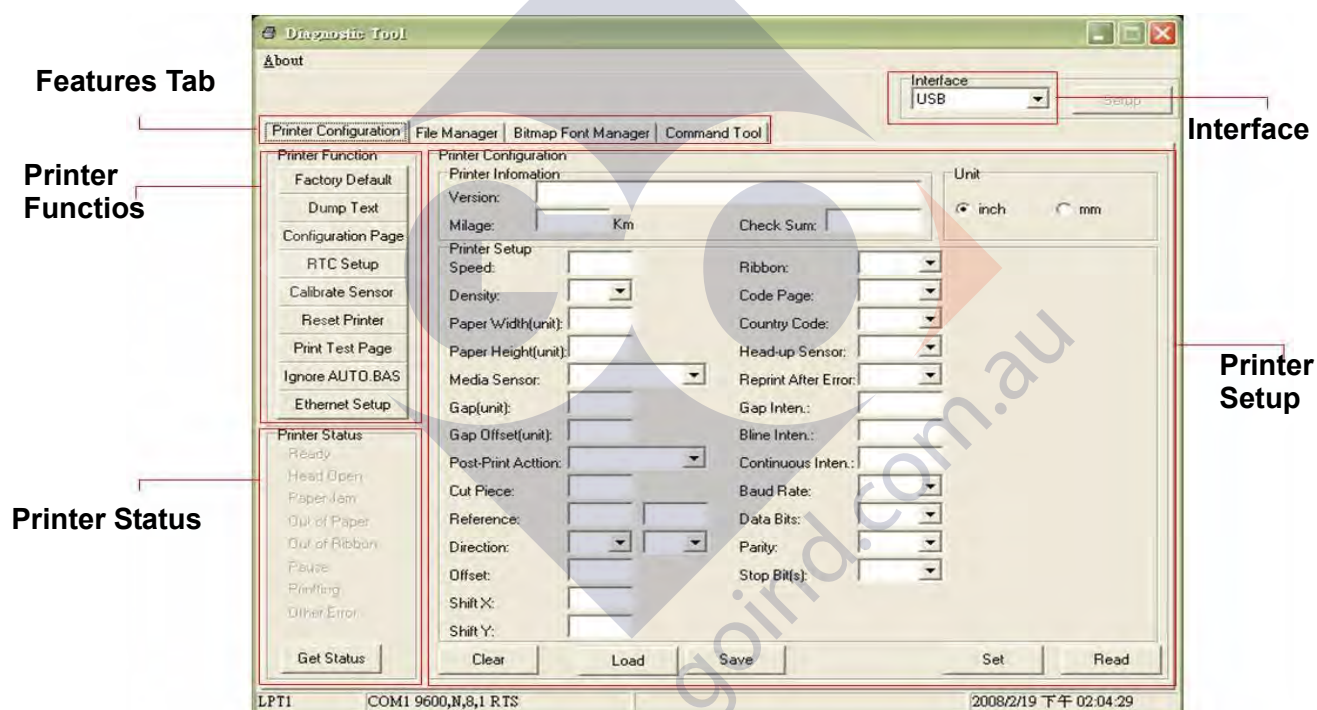 Diagnostic Tool
About
Features Tab
Interface
USB
Setup
Interface
Printer Configuration File Manager Bitmap Font Manager Command Tool
Printer Functios
Printer Function
Factory Default
Dump Text
Configuration Page
RTC Setup
Calibrate Sensor
Reset Printer
Print Test Page
Ignore AUTO.BAS
Ethernet Setup
Printer Status
Printer Status
Ready
Head Open
Paper Jam
Out of Paper
Out of Ribbon
Pause
Printting
Other Error
Get Status
Printer Configuration
Printer Infomation
Version:
Milage: Km
Check Sum:
Unit
inch mm
Printer Setup
Speed:
Density:
Paper Width(unit):
Paper Height(unit):
Media Sensor:
Gap(unit):
Gap Offset(unit):
Post-Print Acttion:
Cut Piece:
Reference:
Direction:
Offset:
Shift X:
Shift Y:
Ribbon:
Code Page:
Country Code:
Head-up Sensor:
Reprint After Error:
Gap Inten.:
Bline Inten.:
Continuous Inten.:
Baud Rate:
Data Bits:
Parity:
Stop Bit(s):
Clear Load Save Set Read
Printer Setup
LPT1 COM1 9600,N,8,1 RTS 2008/2/19 下午 02:04:29
goind.com.au